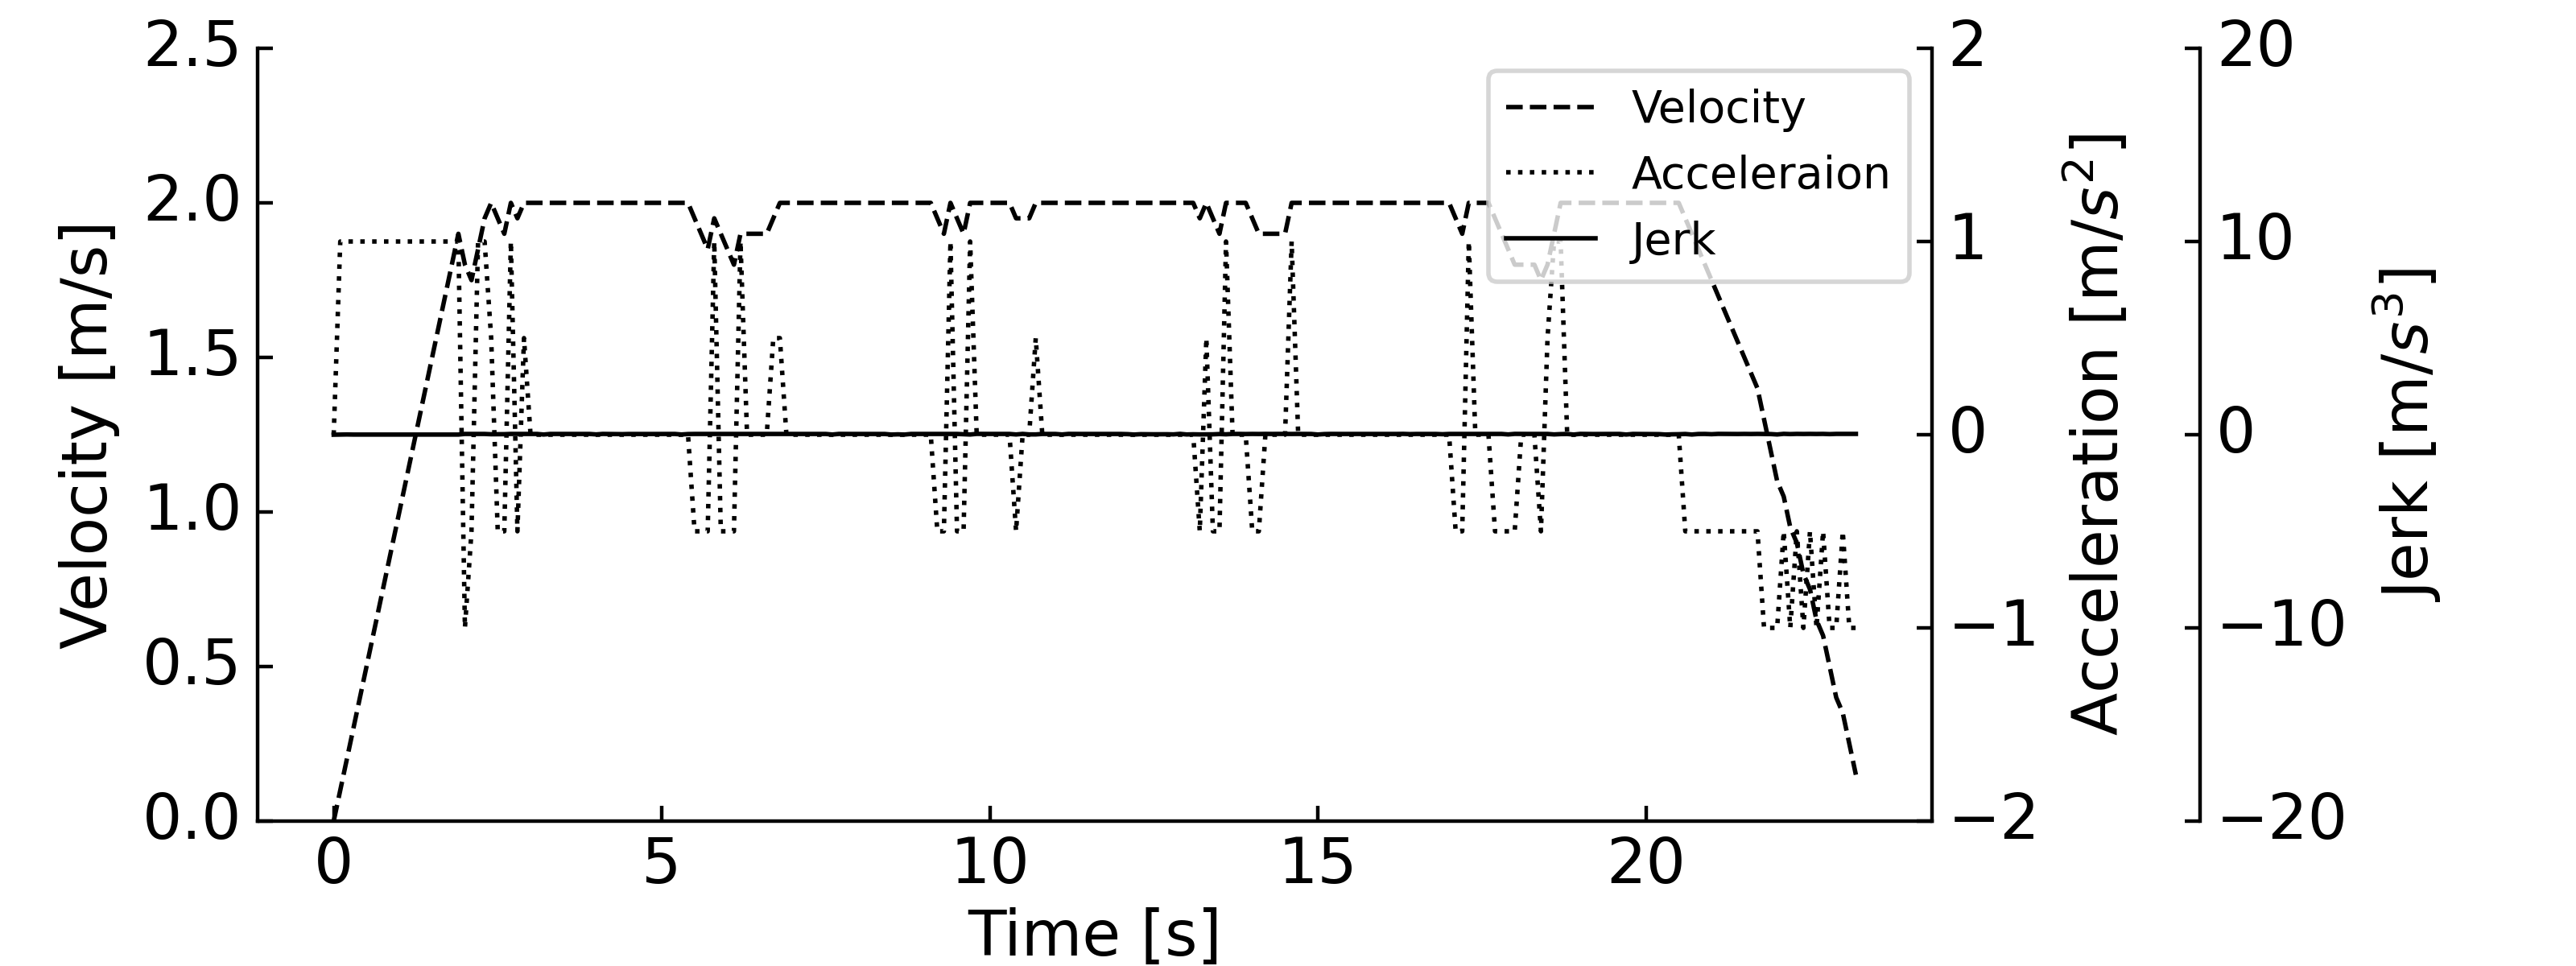 Velocity [m/s]
2.5
2.0
1.5
1.0
0.5
0.0
0 5 10 15 20
Time [s]
Velocity
Acceleraion
Jerk
2
1
0
−1
−2
Acceleration [m/s²]
20
10
0
−10
−20
Jerk [m/s³]